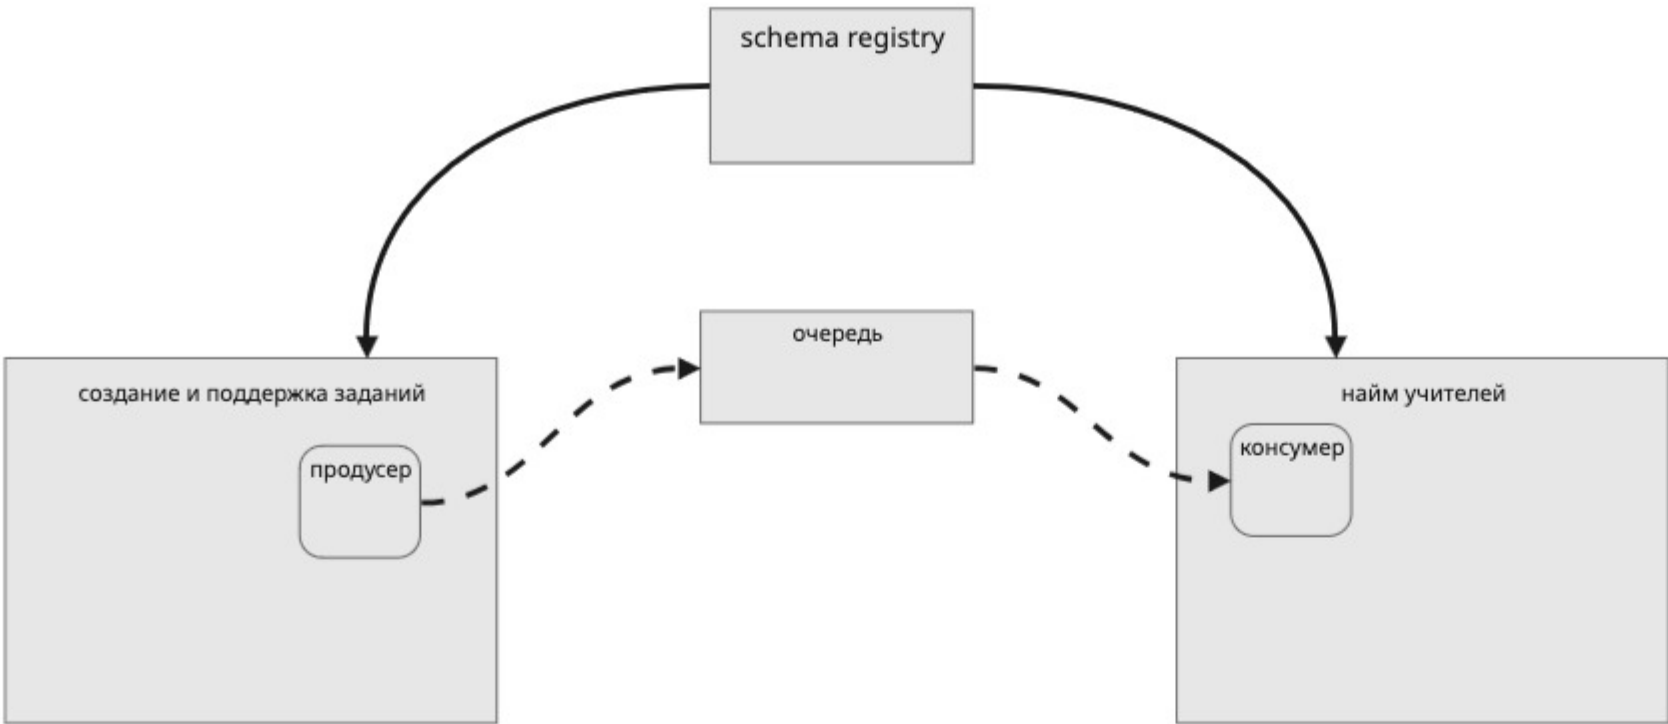 schema registry
очередь
создание и поддержка заданий
найм учителей
продусер
консумер